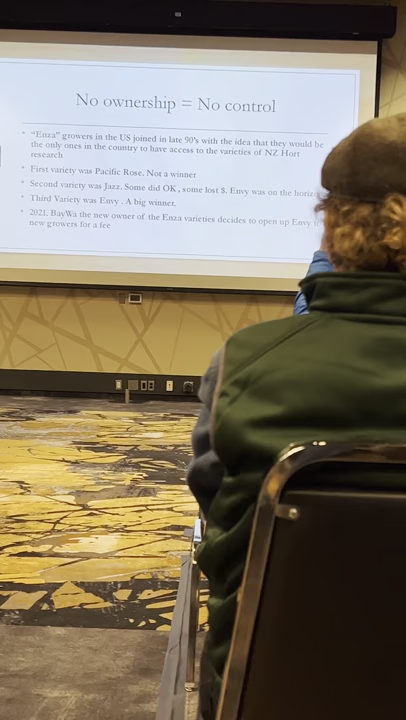 No ownership = No control
• "Enza" growers in the US joined in late 90's with the idea that they would be
the only ones in the country to have access to the varieties of NZ Hort
research
• First variety was Pacific Rose. Not a winner
• Second variety was Jazz. Some did OK, some lost $. Envy was on the
• Third Variety was Envy. A big winner.
• 2021. BayWa the new owner of the Enza varieties decides to open up Envy
new growers for a fee